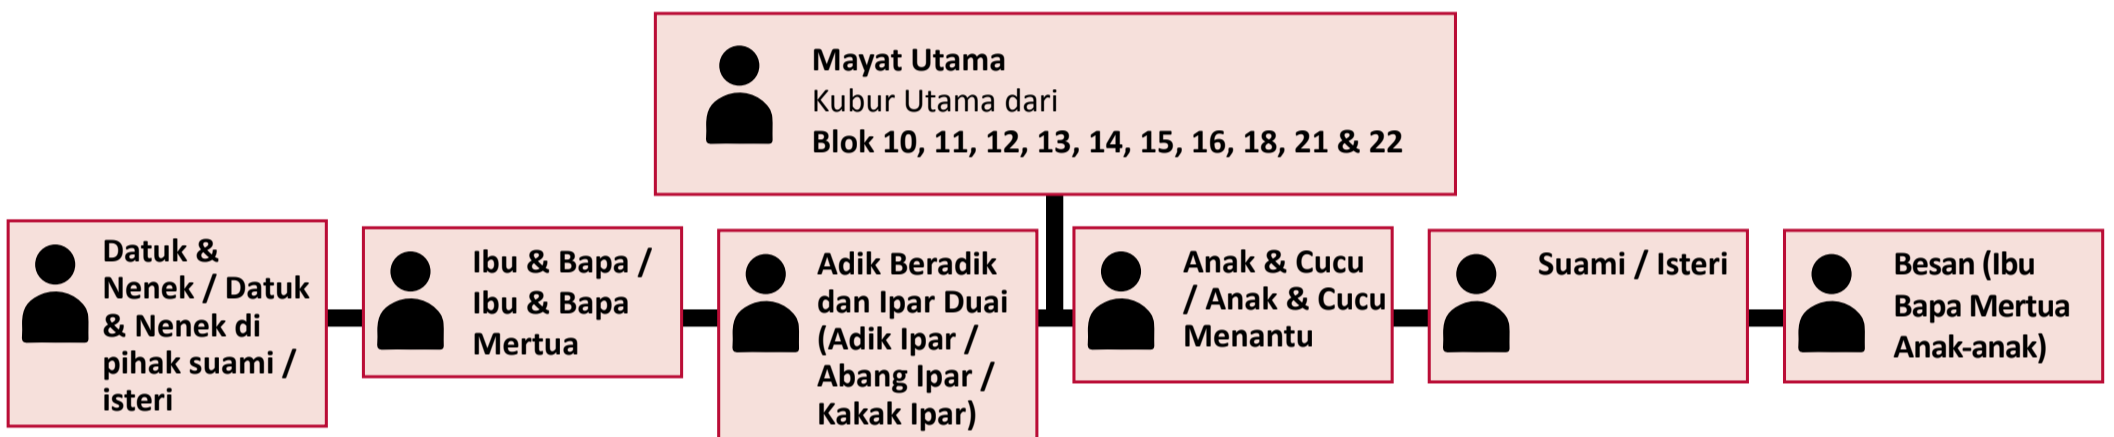 Mayat Utama
Kubur Utama dari
Blok 10, 11, 12, 13, 14, 15, 16, 18, 21 & 22
Datuk &
Nenek / Datuk
& Nenek di
pihak suami /
isteri
Ibu & Bapa /
Ibu & Bapa
Mertua
Adik Beradik
dan Ipar Duai
(Adik Ipar /
Abang Ipar /
Kakak Ipar)
Anak & Cucu
/ Anak & Cucu
Menantu
Suami / Isteri
Besan (Ibu
Bapa Mertua
Anak-anak)